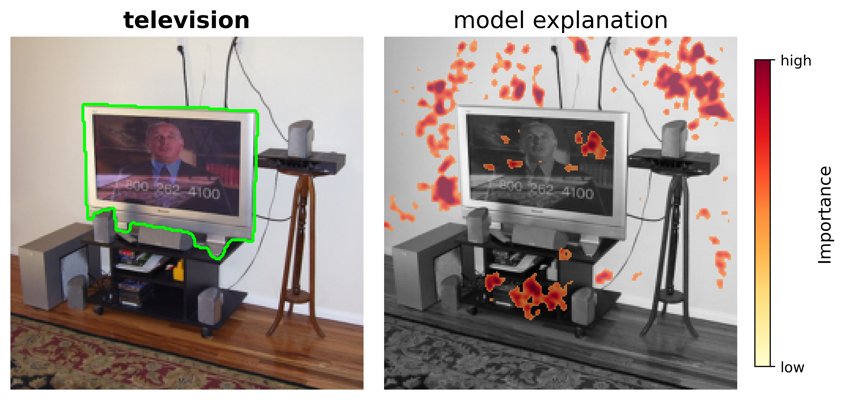 television
model explanation
high
800 262 4100
800 262 4100
Importance
low